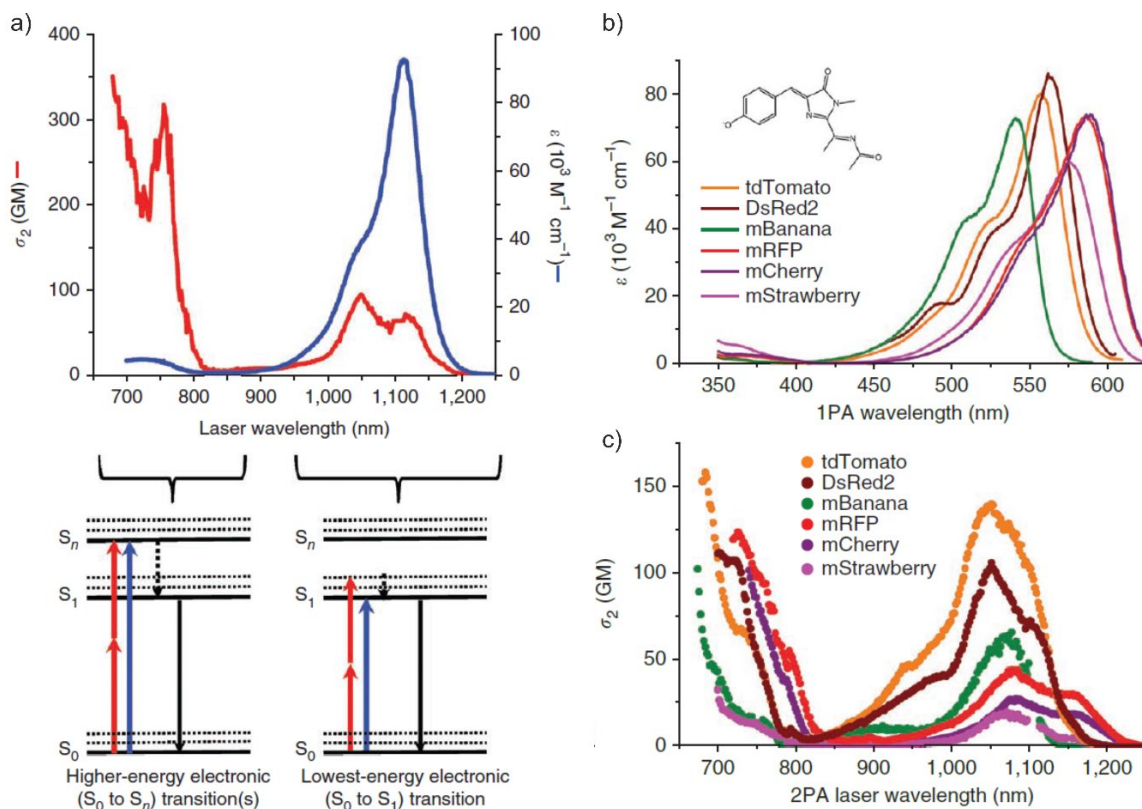 a)
400
350
300
250
200
150
100
50
0
σ₂ (GM) —
100
80
60
40
20
0
ε (10³ M⁻¹ cm⁻¹) —
700 800 900 1,000 1,100 1,200
Laser wavelength (nm)
Sₙ
S₁
S₀
Higher-energy electronic
(S₀ to Sₙ) transition(s)
Sₙ
S₁
S₀
Lowest-energy electronic
(S₀ to S₁) transition
b)
80
60
40
20
0
ε (10³ M⁻¹ cm⁻¹)
O
N
N
O
N
O
tdTomato
DsRed2
mBanana
mRFP
mCherry
mStrawberry
350 400 450 500 550 600
1PA wavelength (nm)
c)
150
100
50
0
σ₂ (GM)
tdTomato
DsRed2
mBanana
mRFP
mCherry
mStrawberry
700 800 900 1,000 1,100 1,200
2PA laser wavelength (nm)